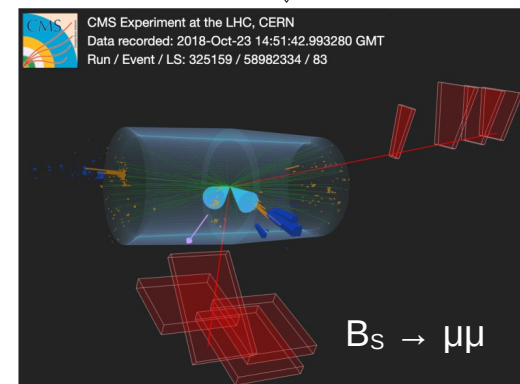 CMS
CMS Experiment at the LHC, CERN
Data recorded: 2018-Oct-23 14:51:42.993280 GMT
Run / Event / LS: 325159 / 58982334 / 83
Bₛ → μμ